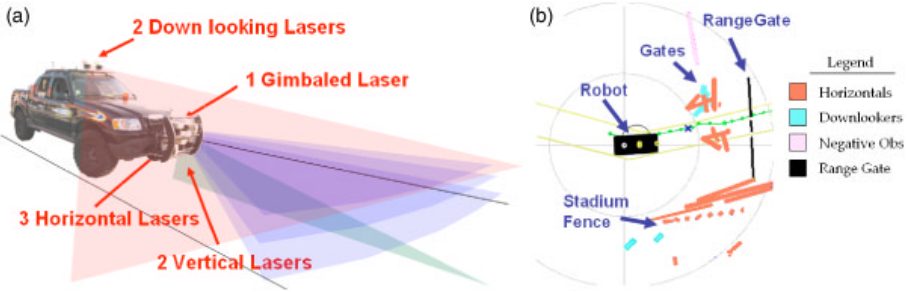 (a)
2 Down looking Lasers
1 Gimbaled Laser
3 Horizontal Lasers
2 Vertical Lasers
(b)
RangeGate
Gates
Robot
Stadium
Fence
Legend
Horizontals
Downlookers
Negative Obs
Range Gate